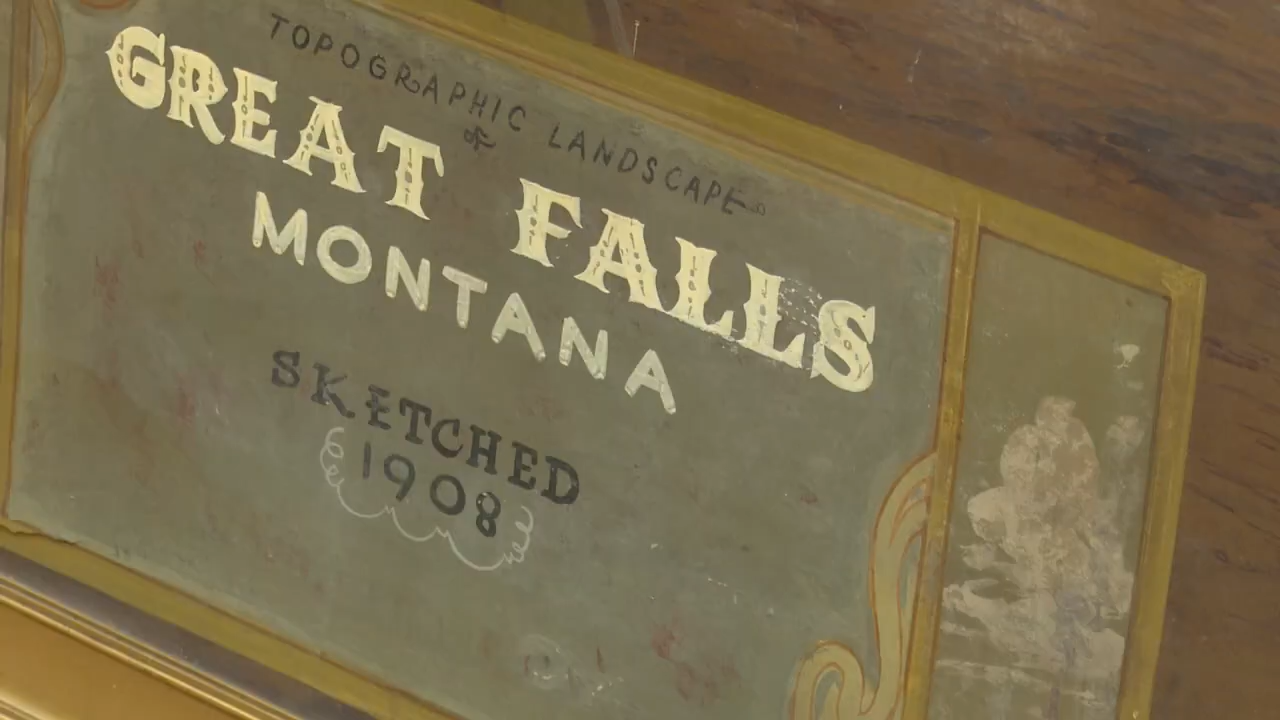 TOPOGRAPHIC LANDSCAPE
OF
GREAT FALLS
MONTANA
SKETCHED
1908